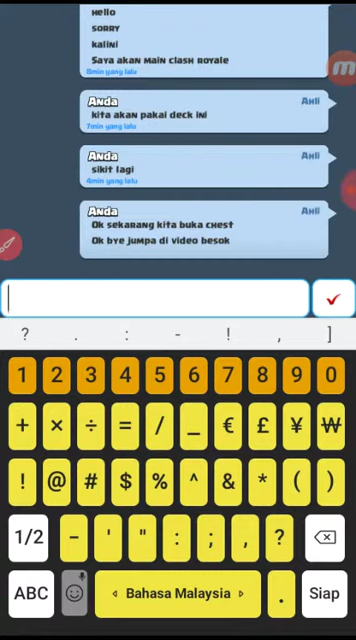 Hello
SORRY
kalini
Saya akan main clash royale
8min yang lalu
Anda
Ahli
kita akan pakai deck ini
7min yang lalu
Anda
Ahli
sikit lagi
4min yang lalu
Anda
Ahli
Ok sekarang kita buka chest
Ok bye jumpa di video besok
? . : - ! , ]
1 2 3 4 5 6 7 8 9 0
+ × ÷ = / _ € £ ¥ ₩
! @ # $ % ^ & * ( )
1/2 - ' " : ; , ?
ABC Bahasa Malaysia . Siap